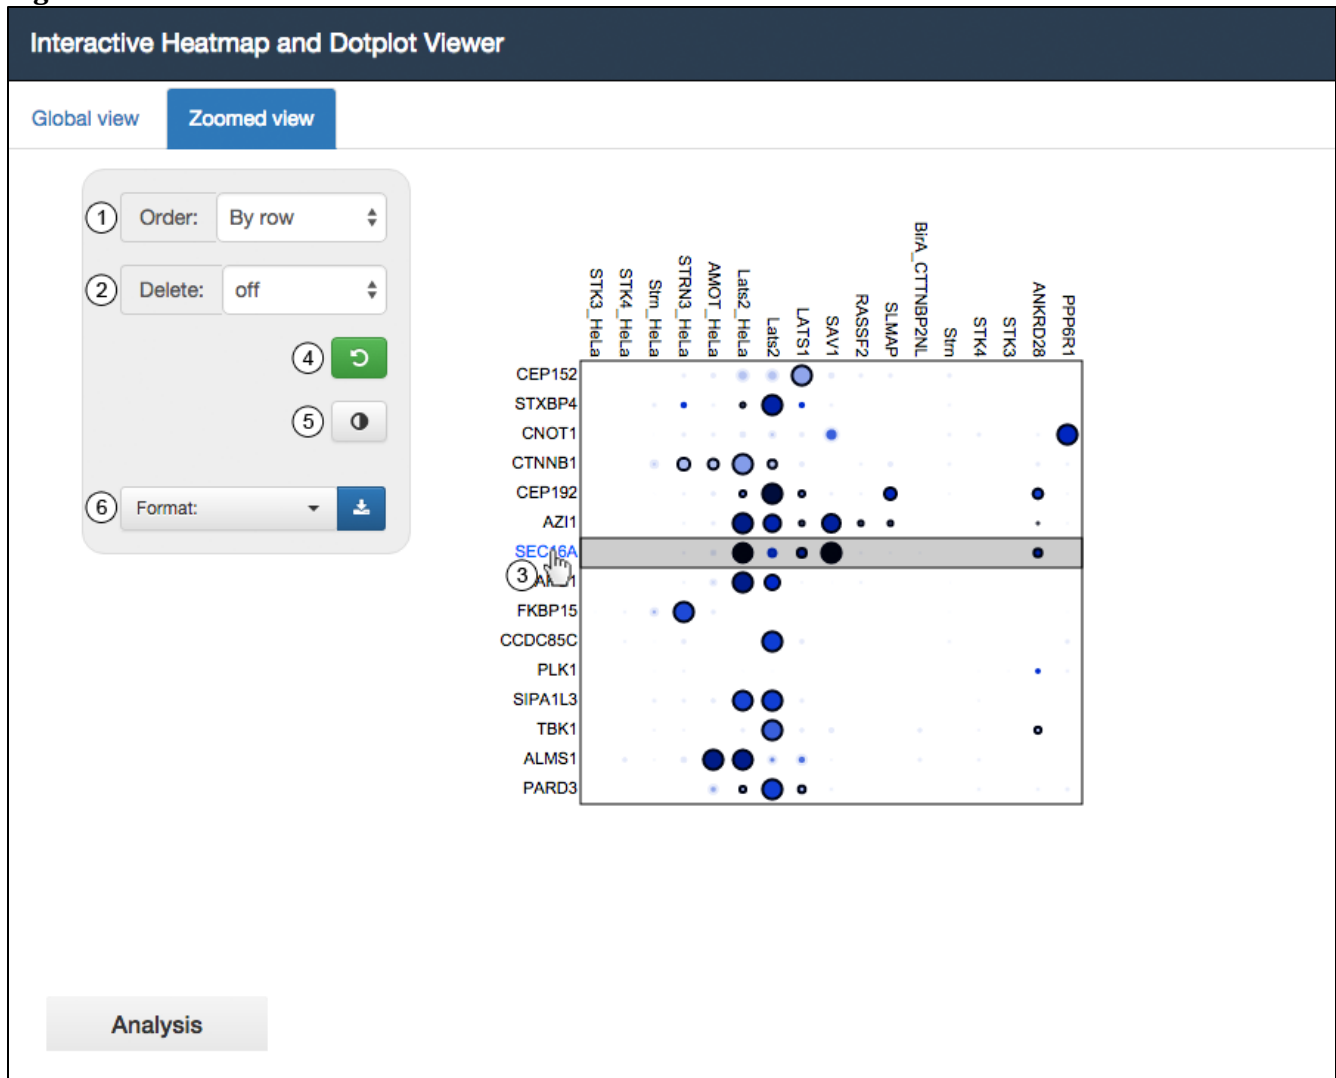 Interactive Heatmap and Dotplot Viewer
Global view
Zoomed view
1 Order: By row
2 Delete: off
4
5
6 Format:
STK3_HeLa
STK4_HeLa
Strn_HeLa
STRN3_HeLa
AMOT_HeLa
Lats2_HeLa
Lats2
LATS1
SAV1
RASSF2
SLMAP
BirA_CTTNBP2NL
Strn
STK4
STK3
ANKRD28
PPP6R1
CEP152
STXBP4
CNOT1
CTNNB1
CEP192
AZI1
SEC16A
3
FKBP15
CCDC85C
PLK1
SIPA1L3
TBK1
ALMS1
PARD3
Analysis